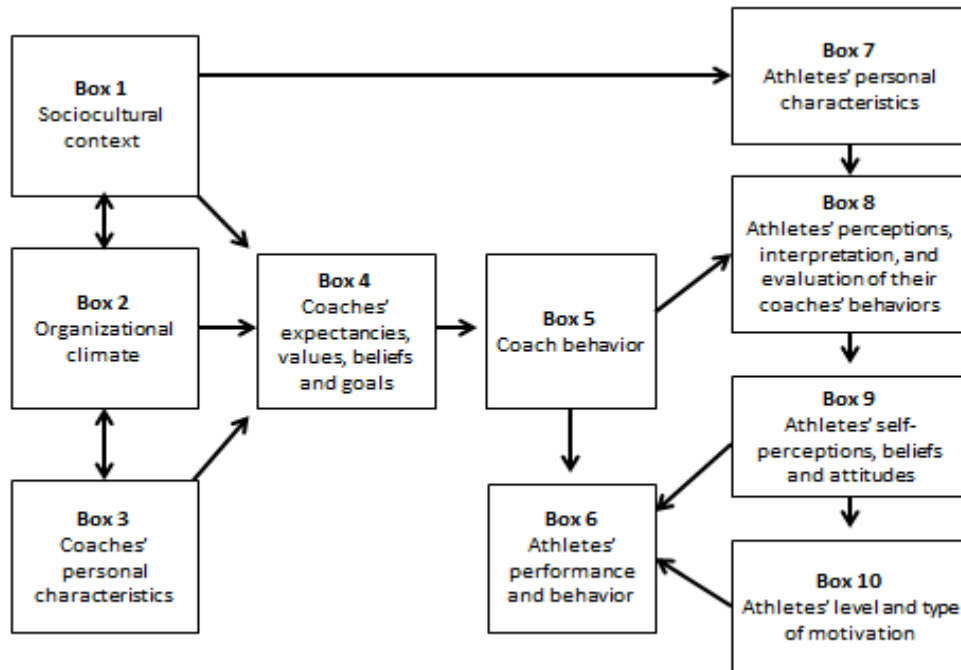 Box 1
Sociocultural
context
Box 2
Organizational
climate
Box 3
Coaches'
personal
characteristics
Box 4
Coaches'
expectancies,
values, beliefs
and goals
Box 5
Coach behavior
Box 6
Athletes'
performance
and behavior
Box 7
Athletes' personal
characteristics
Box 8
Athletes' perceptions,
interpretation, and
evaluation of their
coaches' behaviors
Box 9
Athletes' self-
perceptions, beliefs
and attitudes
Box 10
Athletes' level and type
of motivation